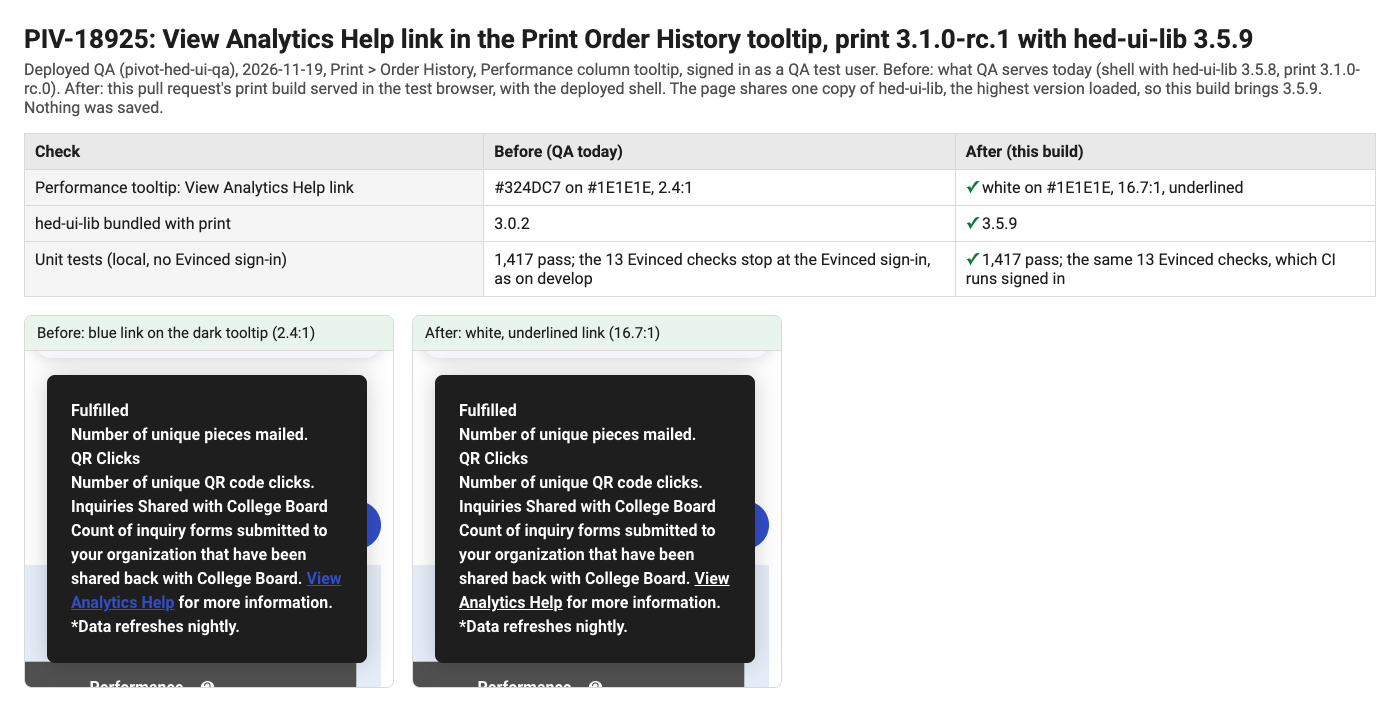 PIV-18925: View Analytics Help link in the Print Order History tooltip, print 3.1.0-rc.1 with hed-ui-lib 3.5.9
Deployed QA (pivot-hed-ui-qa), 2026-11-19, Print > Order History, Performance column tooltip, signed in as a QA test user. Before: what QA serves today (shell with hed-ui-lib 3.5.8, print 3.1.0-
rc.0). After: this pull request's print build served in the test browser, with the deployed shell. The page shares one copy of hed-ui-lib, the highest version loaded, so this build brings 3.5.9.
Nothing was saved.
Check
Before (QA today)
After (this build)
Performance tooltip: View Analytics Help link
#324DC7 on #1E1E1E, 2.4:1
✓ white on #1E1E1E, 16.7:1, underlined
hed-ui-lib bundled with print
3.0.2
✓ 3.5.9
Unit tests (local, no Evinced sign-in)
1,417 pass; the 13 Evinced checks stop at the Evinced sign-in,
as on develop
✓ 1,417 pass; the same 13 Evinced checks, which CI
runs signed in
Before: blue link on the dark tooltip (2.4:1)
Fulfilled
Number of unique pieces mailed.
QR Clicks
Number of unique QR code clicks.
Inquiries Shared with College Board
Count of inquiry forms submitted to
your organization that have been
shared back with College Board. View
Analytics Help for more information.
*Data refreshes nightly.
Performance
After: white, underlined link (16.7:1)
Fulfilled
Number of unique pieces mailed.
QR Clicks
Number of unique QR code clicks.
Inquiries Shared with College Board
Count of inquiry forms submitted to
your organization that have been
shared back with College Board. View
Analytics Help for more information.
*Data refreshes nightly.
Performance